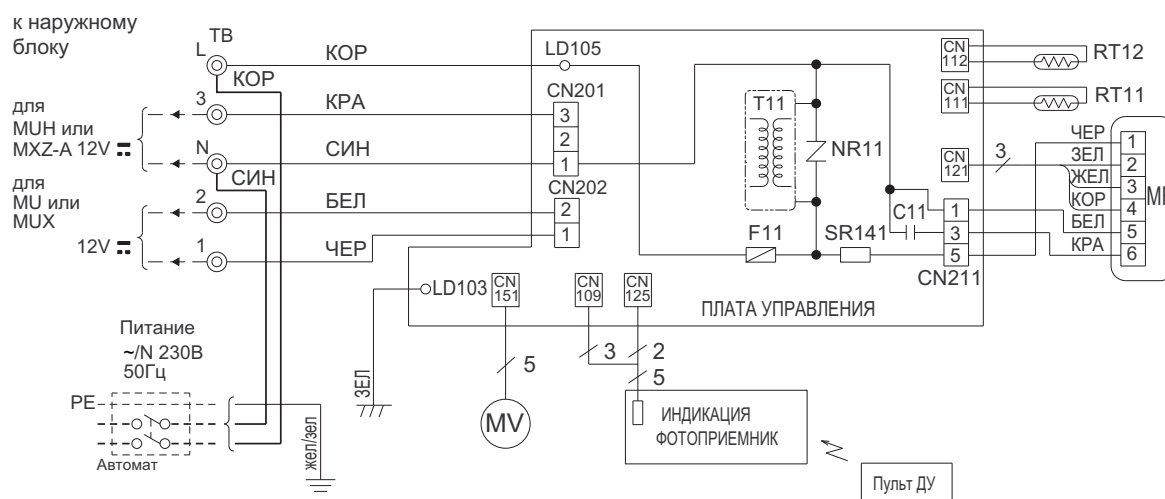 к наружному
блоку
TB
L
КОР
КОР
LD105
CN
112
RT12
для
MUH или
MXZ-A
12V
3
КРА
CN201
3
2
1
T11
NR11
CN
111
RT11
N
СИН
СИН
CN
121
3
ЧЕР
ЗЕЛ
ЖЕЛ
КОР
БЕЛ
КРА
1
2
3
4
5
6
для
MU или
MUX
12V
2
БЕЛ
CN202
2
1
1
ЧЕР
C11
1
3
5
CN211
F11
SR141
LD103
CN
151
CN
109
CN
125
ПЛАТА УПРАВЛЕНИЯ
Питание
~/N 230В
50Гц
PE
Автомат
жел/зел
ЗЕЛ
5
MV
3
2
5
ИНДИКАЦИЯ
ФОТОПРИЕМНИК
Пульт ДУ